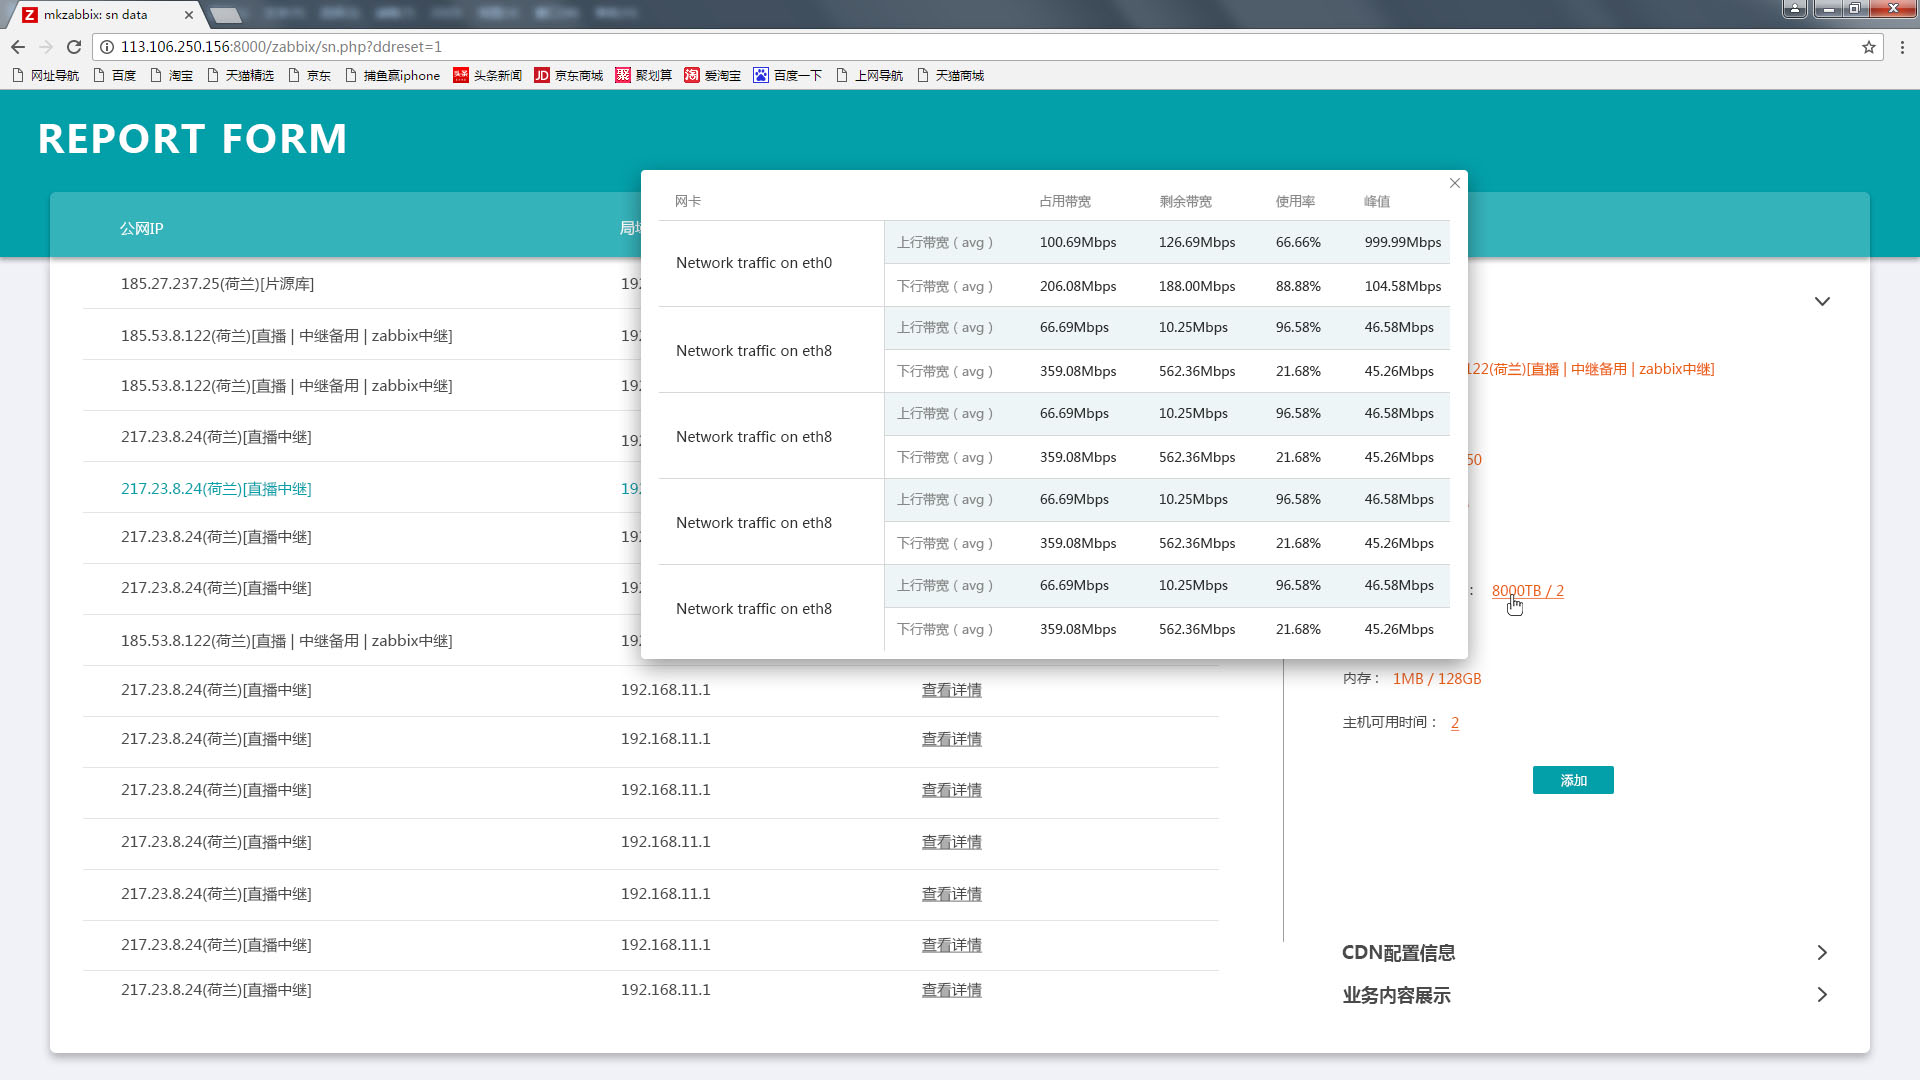 mkzabbix: sn data
113.106.250.156:8000/zabbix/sn.php?ddreset=1
网址导航 百度 淘宝 天猫精选 京东 捕鱼赢iphone 头条 头条新闻 JD 京东商城 聚 聚划算 淘 爱淘宝 百度一下 上网导航 天猫商城
REPORT FORM
公网IP
185.27.237.25(荷兰)[片源库]
185.53.8.122(荷兰)[直播 | 中继备用 | zabbix中继]
185.53.8.122(荷兰)[直播 | 中继备用 | zabbix中继]
217.23.8.24(荷兰)[直播中继]
217.23.8.24(荷兰)[直播中继]
217.23.8.24(荷兰)[直播中继]
217.23.8.24(荷兰)[直播中继]
185.53.8.122(荷兰)[直播 | 中继备用 | zabbix中继]
217.23.8.24(荷兰)[直播中继] 192.168.11.1 查看详情
217.23.8.24(荷兰)[直播中继] 192.168.11.1 查看详情
217.23.8.24(荷兰)[直播中继] 192.168.11.1 查看详情
217.23.8.24(荷兰)[直播中继] 192.168.11.1 查看详情
217.23.8.24(荷兰)[直播中继] 192.168.11.1 查看详情
217.23.8.24(荷兰)[直播中继] 192.168.11.1 查看详情
217.23.8.24(荷兰)[直播中继] 192.168.11.1 查看详情
网卡 占用带宽 剩余带宽 使用率 峰值
Network traffic on eth0
上行带宽（avg） 100.69Mbps 126.69Mbps 66.66% 999.99Mbps
下行带宽（avg） 206.08Mbps 188.00Mbps 88.88% 104.58Mbps
Network traffic on eth8
上行带宽（avg） 66.69Mbps 10.25Mbps 96.58% 46.58Mbps
下行带宽（avg） 359.08Mbps 562.36Mbps 21.68% 45.26Mbps
Network traffic on eth8
上行带宽（avg） 66.69Mbps 10.25Mbps 96.58% 46.58Mbps
下行带宽（avg） 359.08Mbps 562.36Mbps 21.68% 45.26Mbps
Network traffic on eth8
上行带宽（avg） 66.69Mbps 10.25Mbps 96.58% 46.58Mbps
下行带宽（avg） 359.08Mbps 562.36Mbps 21.68% 45.26Mbps
Network traffic on eth8
上行带宽（avg） 66.69Mbps 10.25Mbps 96.58% 46.58Mbps
下行带宽（avg） 359.08Mbps 562.36Mbps 21.68% 45.26Mbps
122(荷兰)[直播 | 中继备用 | zabbix中继]
50
： 8000TB / 2
内存： 1MB / 128GB
主机可用时间： 2
添加
CDN配置信息
业务内容展示